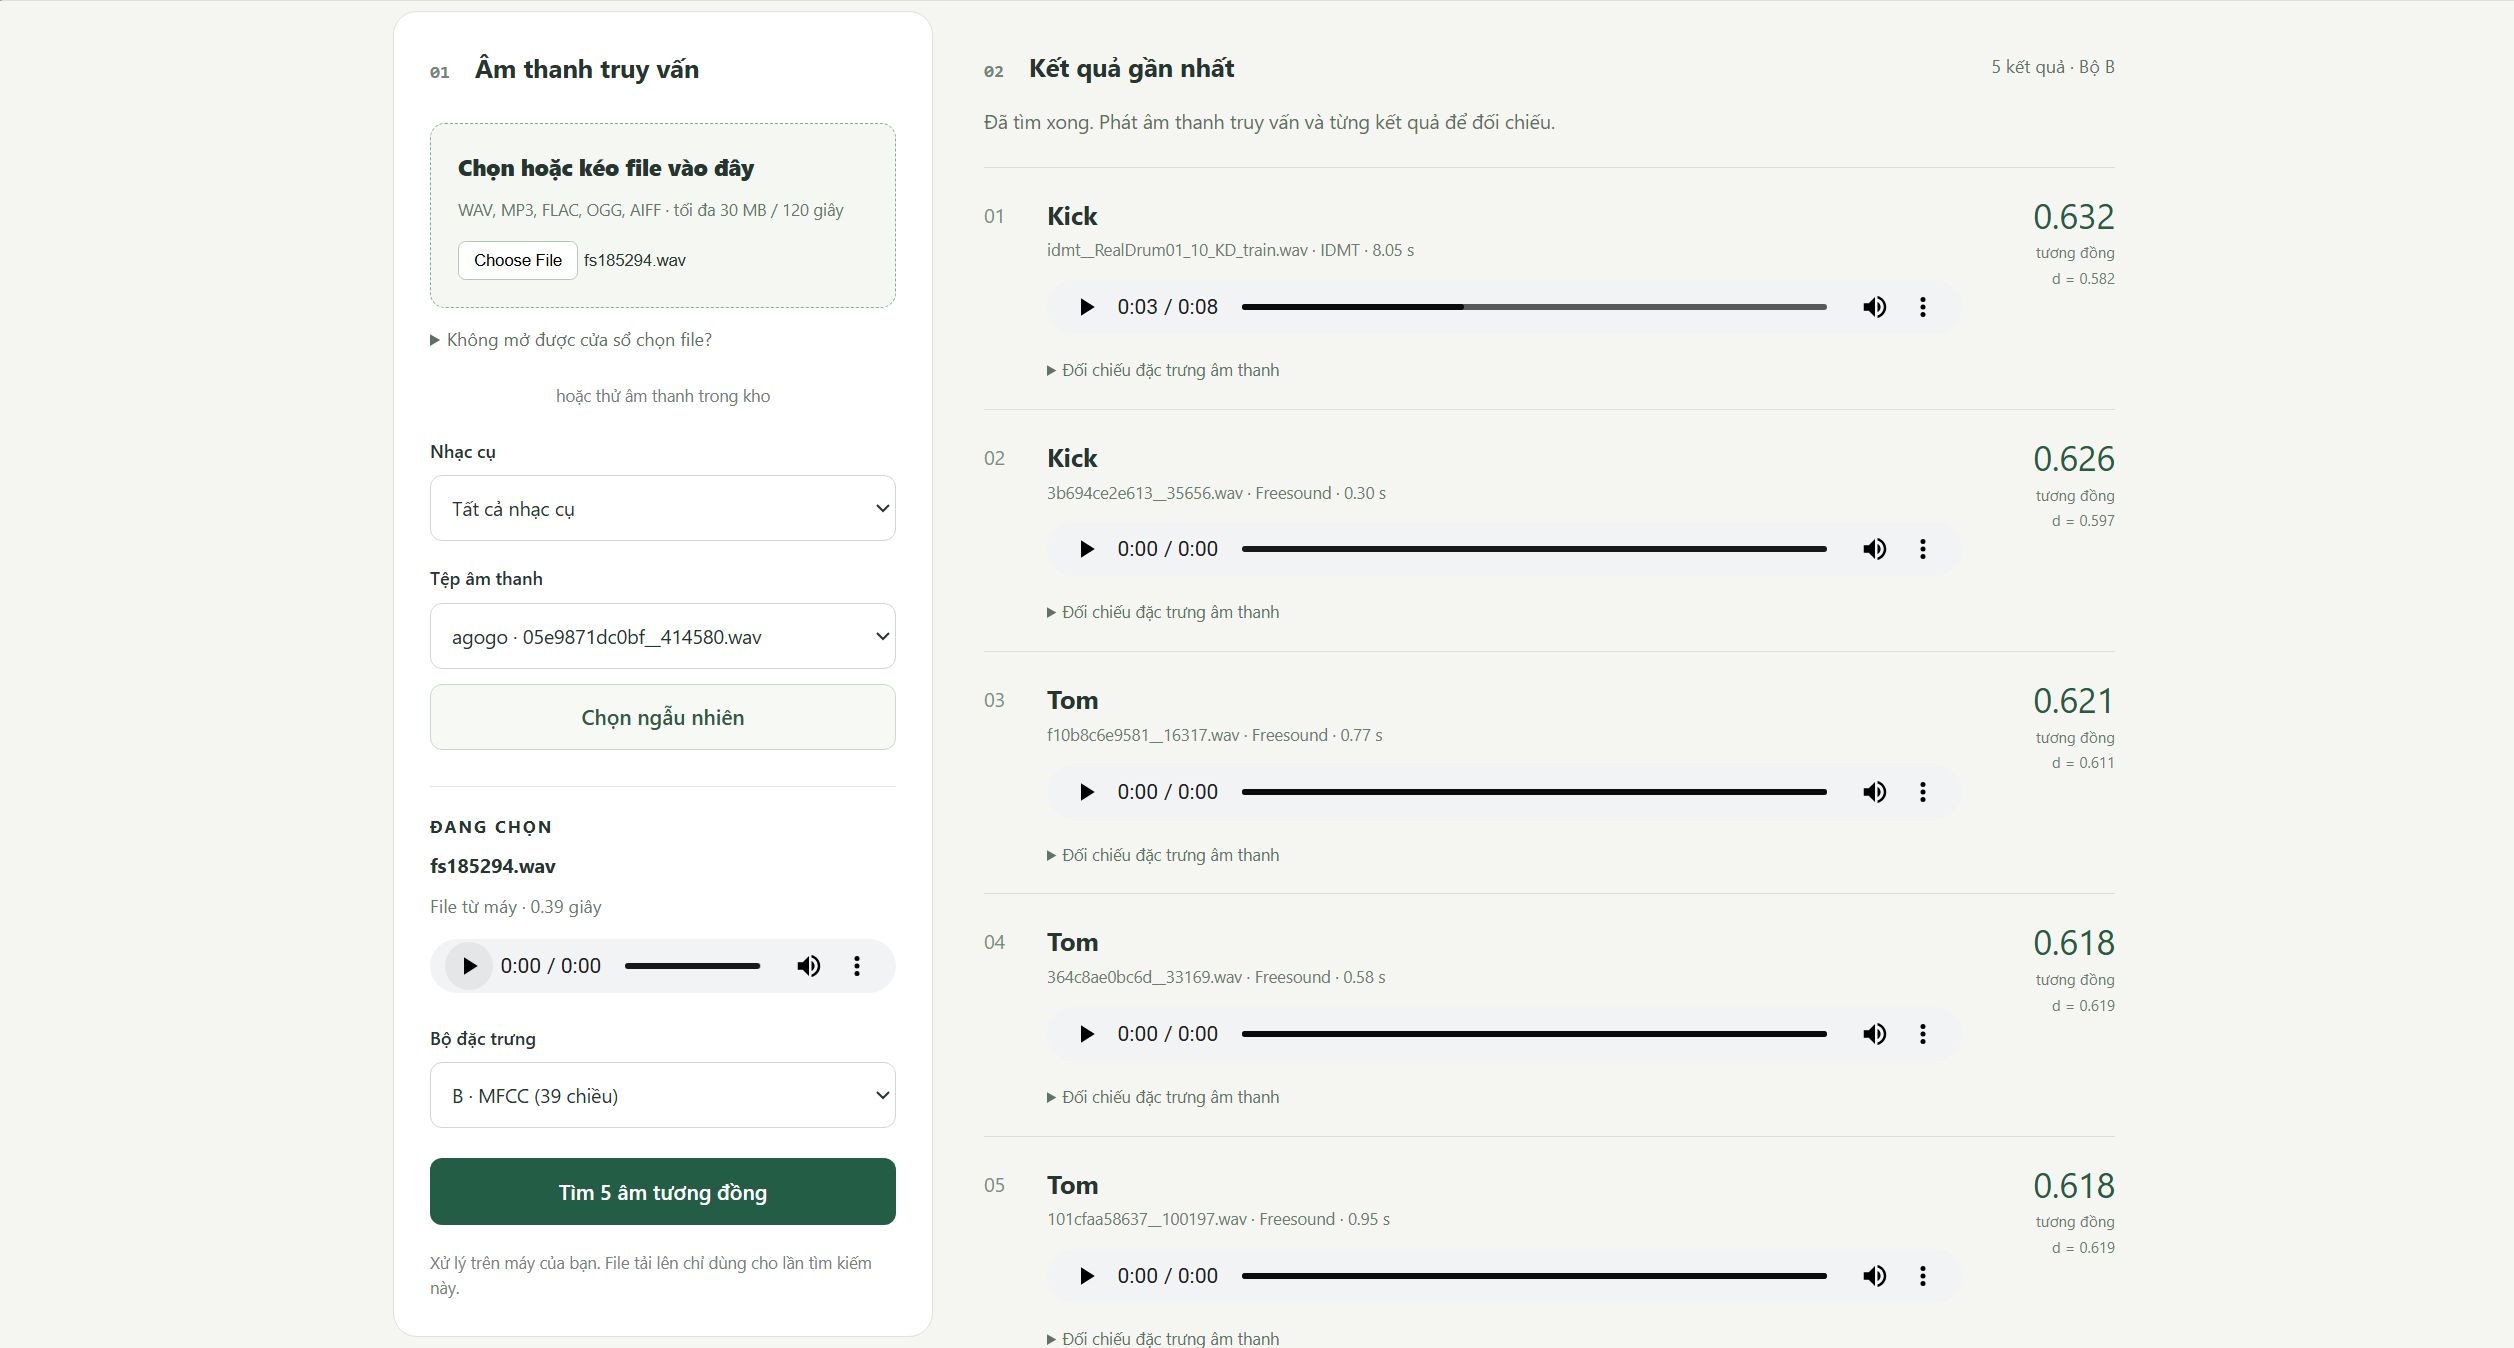 01 Âm thanh truy vấn
Chọn hoặc kéo file vào đây
WAV, MP3, FLAC, OGG, AIFF · tối đa 30 MB / 120 giây
Choose File fs185294.wav
Không mở được cửa sổ chọn file?
hoặc thử âm thanh trong kho
Nhạc cụ
Tất cả nhạc cụ
Tệp âm thanh
agogo · 05e9871dc0bf__414580.wav
Chọn ngẫu nhiên
ĐANG CHỌN
fs185294.wav
File từ máy · 0.39 giây
0:00 / 0:00
Bộ đặc trưng
B · MFCC (39 chiều)
Tìm 5 âm tương đồng
Xử lý trên máy của bạn. File tải lên chỉ dùng cho lần tìm kiếm
này.
02 Kết quả gần nhất
5 kết quả · Bộ B
Đã tìm xong. Phát âm thanh truy vấn và từng kết quả để đối chiếu.
01 Kick
0.632
idmt__RealDrum01_10_KD_train.wav · IDMT · 8.05 s
tương đồng
d = 0.582
0:03 / 0:08
Đối chiếu đặc trưng âm thanh
02 Kick
0.626
3b694ce2e613__35656.wav · Freesound · 0.30 s
tương đồng
d = 0.597
0:00 / 0:00
Đối chiếu đặc trưng âm thanh
03 Tom
0.621
f10b8c6e9581__16317.wav · Freesound · 0.77 s
tương đồng
d = 0.611
0:00 / 0:00
Đối chiếu đặc trưng âm thanh
04 Tom
0.618
364c8ae0bc6d__33169.wav · Freesound · 0.58 s
tương đồng
d = 0.619
0:00 / 0:00
Đối chiếu đặc trưng âm thanh
05 Tom
0.618
101cfaa58637__100197.wav · Freesound · 0.95 s
tương đồng
d = 0.619
0:00 / 0:00
Đối chiếu đặc trưng âm thanh